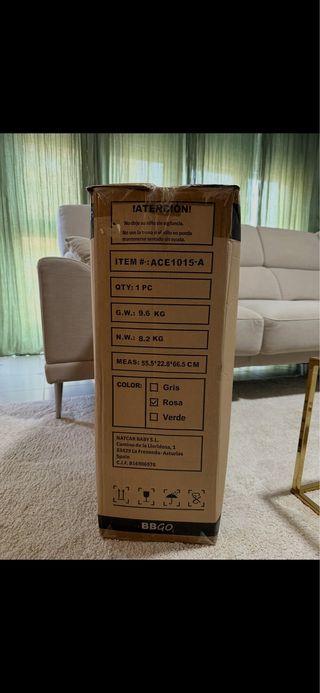 ¡ATENCIÓN!
No deje su niño sin vigilancia.
No use la trona si el niño no puede
mantenerse sentado sin ayuda.
ITEM #:ACE1015-A
QTY: 1 PC
G.W.: 9.6 KG
N.W.: 8.2 KG
MEAS: 55.5*22.8*66.5 CM
COLOR:
Gris
Rosa
Verde
NATCAR BABY S.L.
Camino de la Lloridesa, 1
33429 La Fresneda- Asturias
Spain
C.I.F.
BBGO